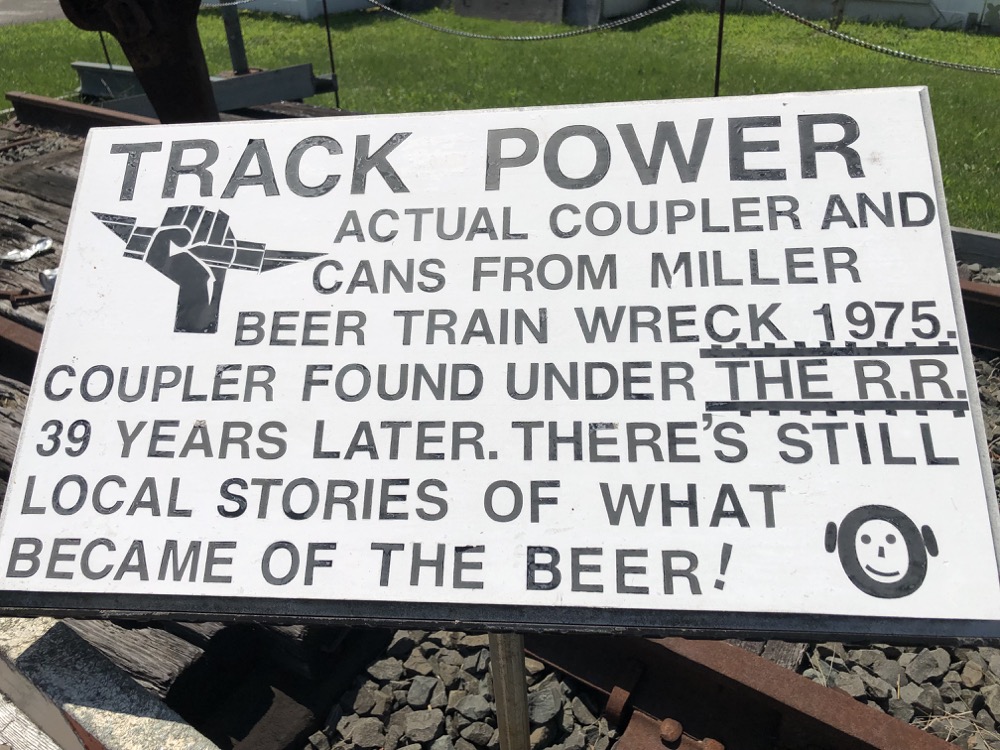 TRACK POWER
ACTUAL COUPLER AND
CANS FROM MILLER
BEER TRAIN WRECK 1975.
COUPLER FOUND UNDER THE R.R.
39 YEARS LATER. THERE'S STILL
LOCAL STORIES OF WHAT
BECAME OF THE BEER!